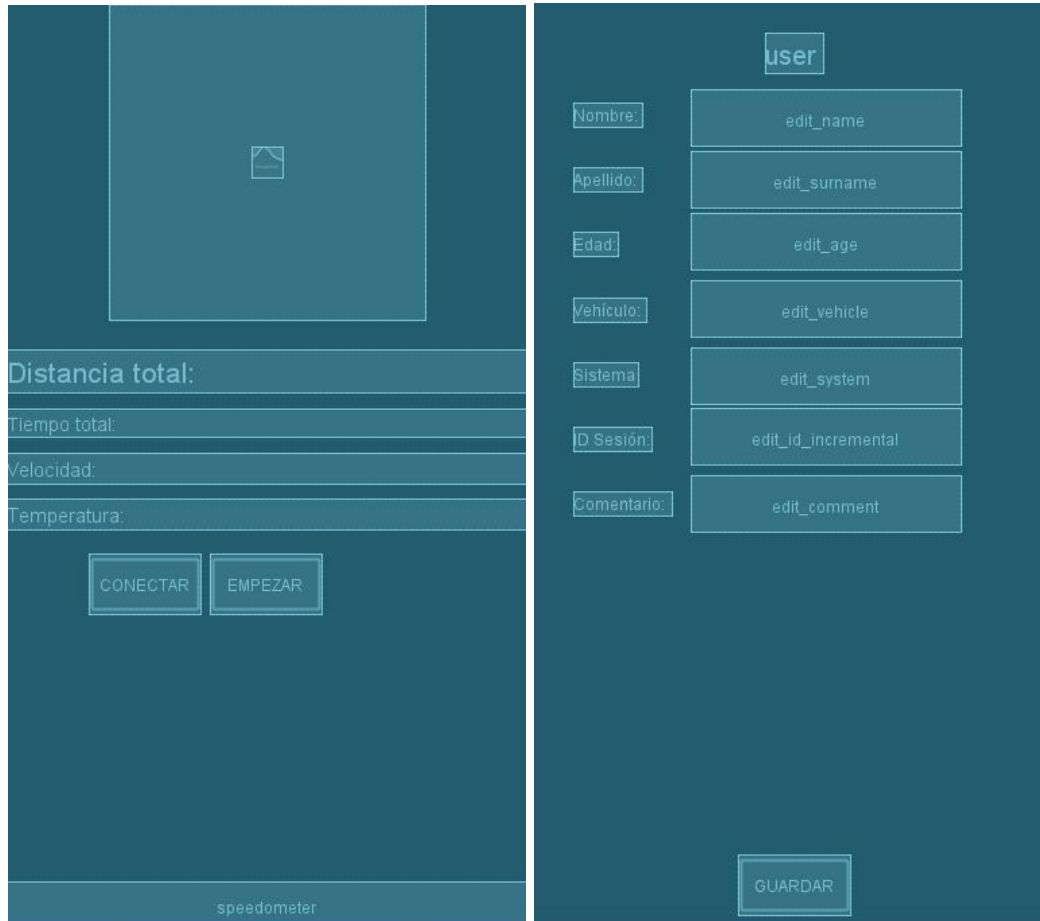 Distancia total:
Tiempo total:
Velocidad:
Temperatura:
CONECTAR EMPEZAR
speedometer
user
Nombre: edit_name
Apellido: edit_surname
Edad: edit_age
Vehículo: edit_vehicle
Sistema edit_system
ID Sesión: edit_id_incremental
Comentario: edit_comment
GUARDAR